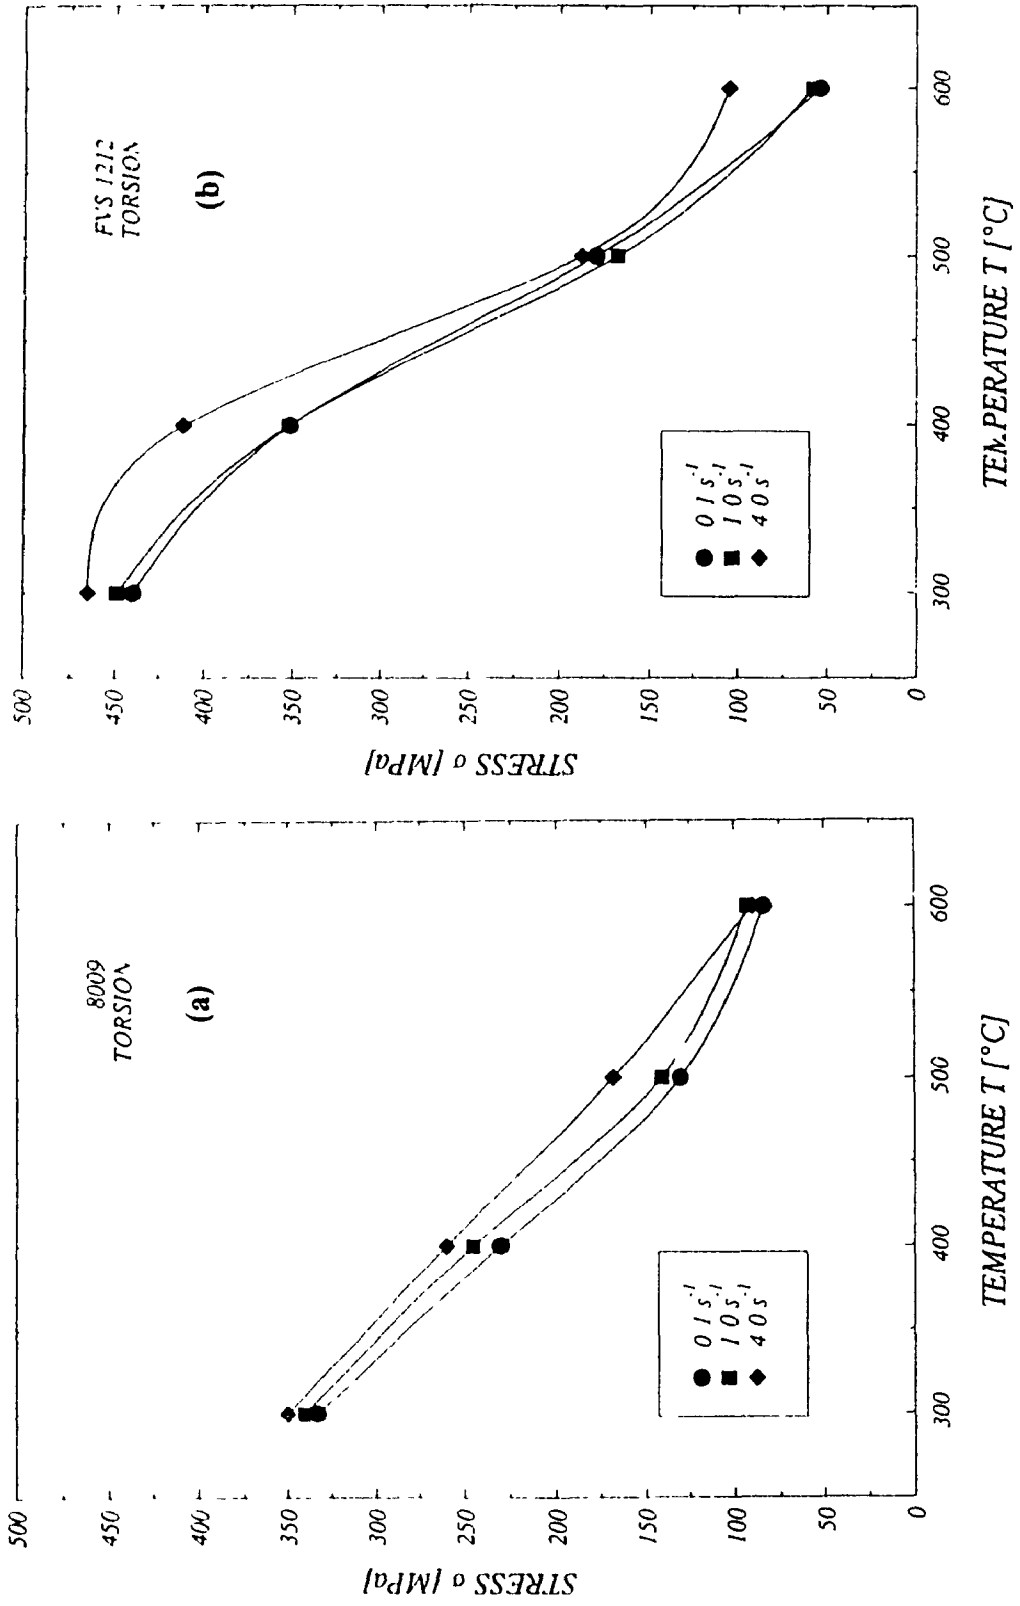 8009
TORSION
(a)
500
450
400
350
300
250
200
150
100
50
STRESS σ [MPa]
0 1 s-1
1 0 s-1
4 0 s-1
300
400
500
600
TEMPERATURE T [°C]
FVS 1212
TORSION
(b)
500
450
400
350
300
250
200
150
100
50
0
STRESS σ [MPa]
0 1 s-1
1 0 s-1
4 0 s-1
300
400
500
600
TEMPERATURE T [°C]